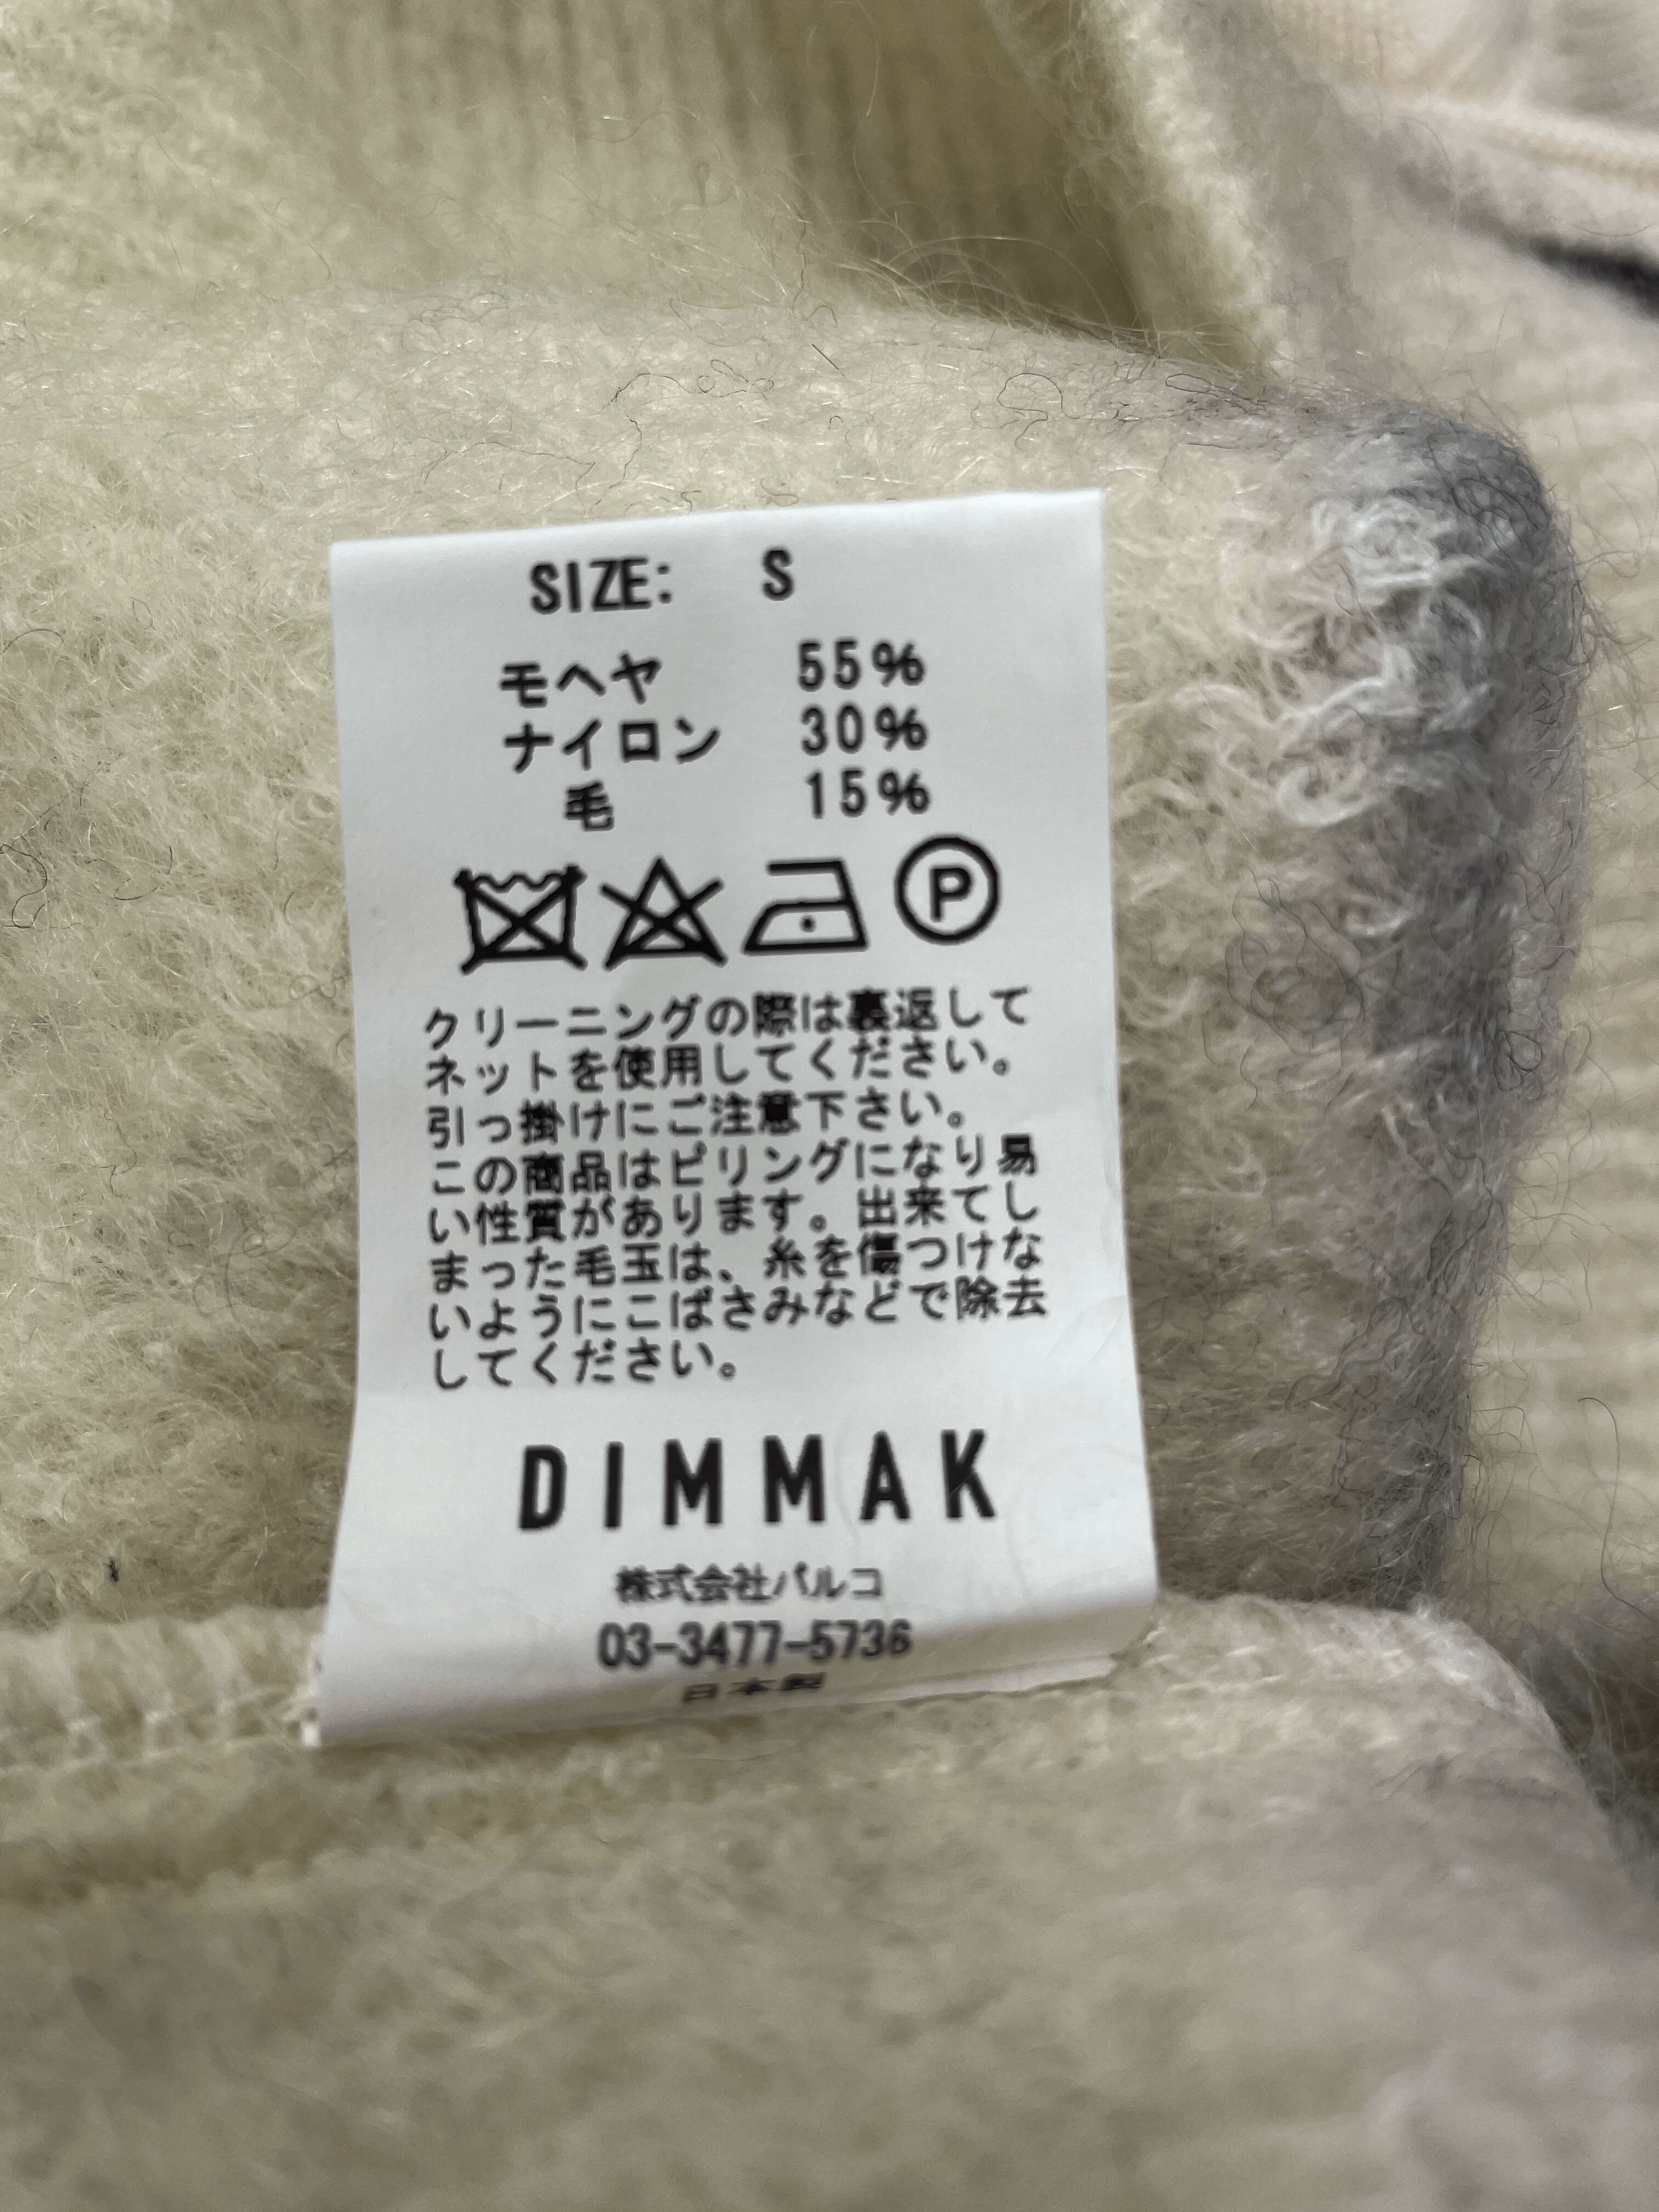 SIZE: S
モヘヤ 55%
ナイロン 30%
毛 15%
P
クリーニングの際は裏返して
ネットを使用してください。
引っ掛けにご注意下さい。
この商品はピリングになり易
い性質があります。出来てし
まった毛玉は、糸を傷つけな
いようにこばさみなどで除去
してください。
DIMMAK
株式会社パルコ
03-3477-5736
日本製